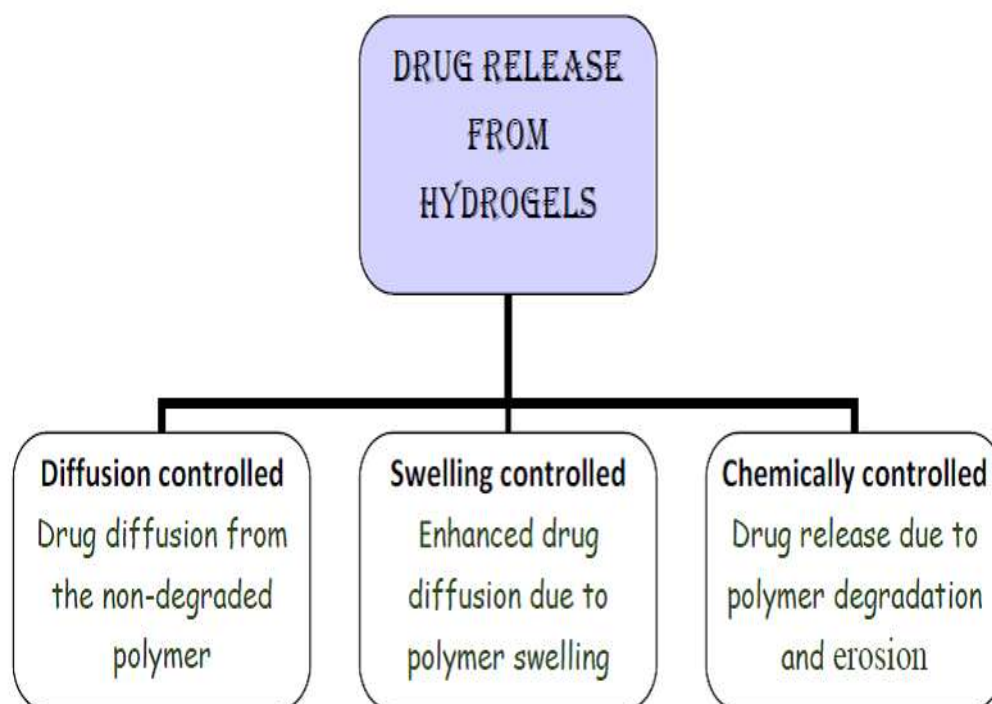 DRUG RELEASE
FROM
HYDROGELS
Diffusion controlled
Drug diffusion from
the non-degraded
polymer
Swelling controlled
Enhanced drug
diffusion due to
polymer swelling
Chemically controlled
Drug release due to
polymer degradation
and erosion